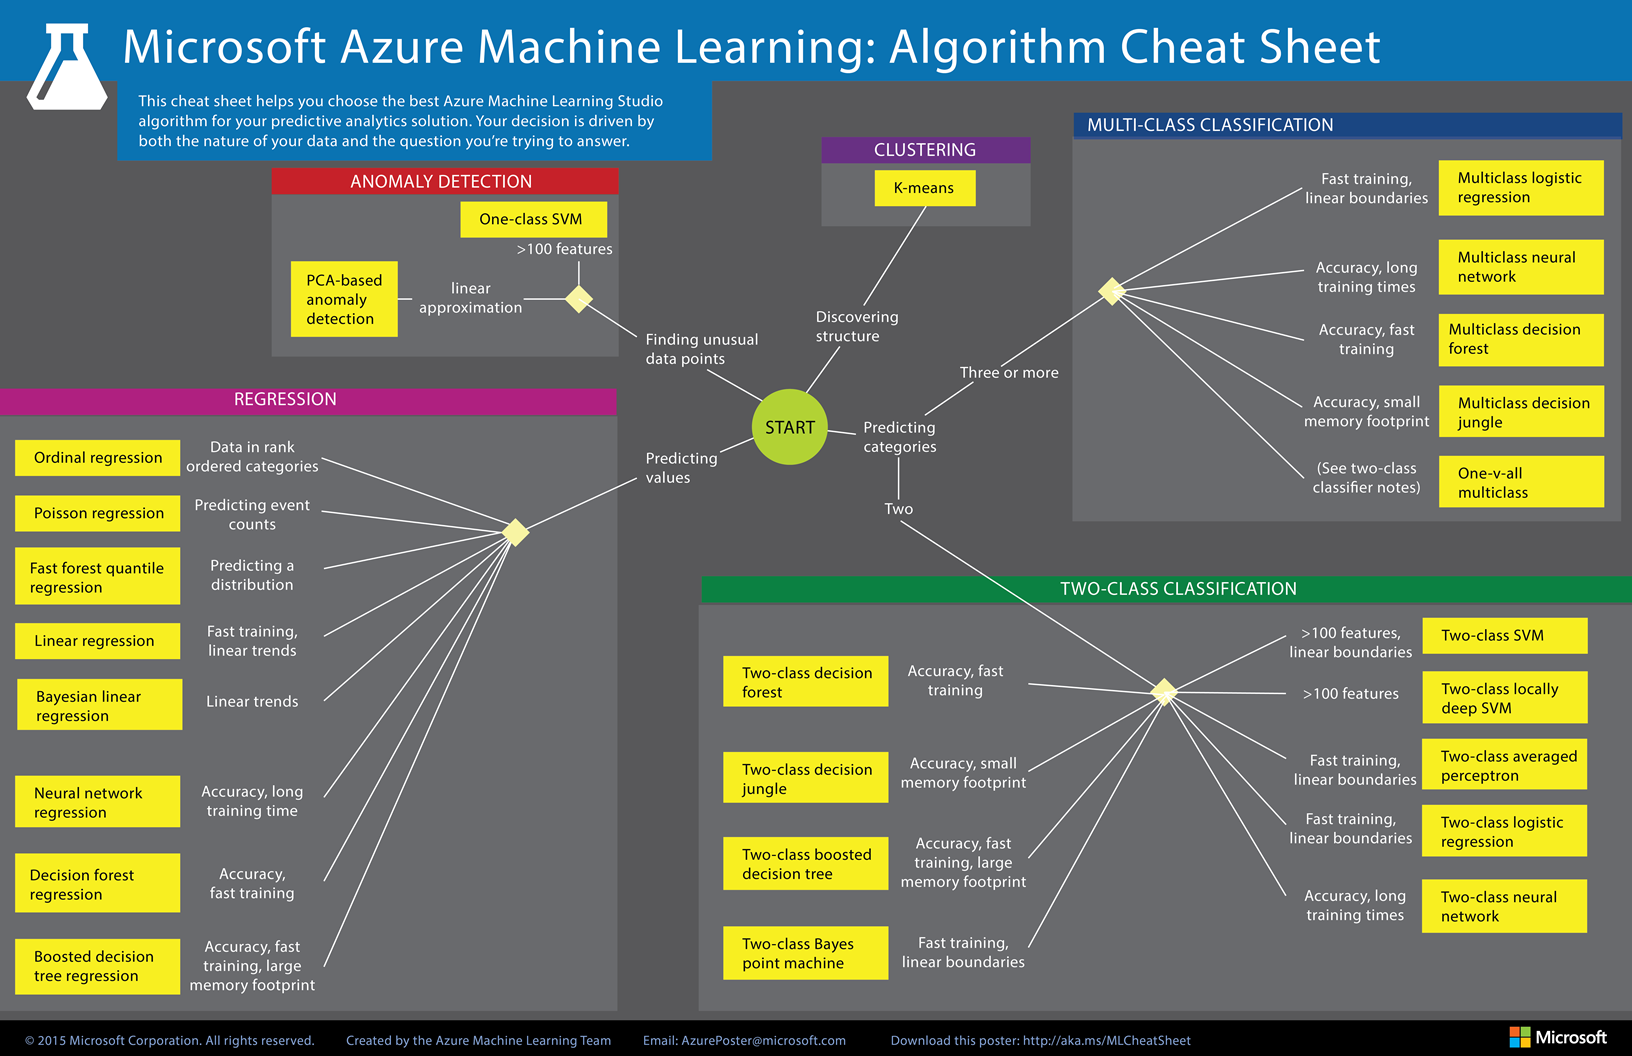 Microsoft Azure Machine Learning: Algorithm Cheat Sheet
This cheat sheet helps you choose the best Azure Machine Learning Studio
algorithm for your predictive analytics solution. Your decision is driven by
both the nature of your data and the question you’re trying to answer.
ANOMALY DETECTION
One-class SVM
>100 features
PCA-based
anomaly
detection
linear
approximation
Finding unusual
data points
CLUSTERING
K-means
Discovering
structure
START
Predicting
categories
Three or more
Two
Predicting
values
MULTI-CLASS CLASSIFICATION
Fast training,
linear boundaries
Multiclass logistic
regression
Accuracy, long
training times
Multiclass neural
network
Accuracy, fast
training
Multiclass decision
forest
Accuracy, small
memory footprint
Multiclass decision
jungle
(See two-class
classifier notes)
One-v-all
multiclass
REGRESSION
Ordinal regression
Data in rank
ordered categories
Poisson regression
Predicting event
counts
Fast forest quantile
regression
Predicting a
distribution
Linear regression
Fast training,
linear trends
Bayesian linear
regression
Linear trends
Neural network
regression
Accuracy, long
training time
Decision forest
regression
Accuracy,
fast training
Boosted decision
tree regression
Accuracy, fast
training, large
memory footprint
TWO-CLASS CLASSIFICATION
Two-class decision
forest
Accuracy, fast
training
Two-class decision
jungle
Accuracy, small
memory footprint
Two-class boosted
decision tree
Accuracy, fast
training, large
memory footprint
Two-class Bayes
point machine
Fast training,
linear boundaries
>100 features,
linear boundaries
Two-class SVM
>100 features
Two-class locally
deep SVM
Fast training,
linear boundaries
Two-class averaged
perceptron
Fast training,
linear boundaries
Two-class logistic
regression
Accuracy, long
training times
Two-class neural
network
© 2015 Microsoft Corporation. All rights reserved. Created by the Azure Machine Learning Team Email: AzurePoster@microsoft.com Download this poster: http://aka.ms/MLCheatSheet
Microsoft